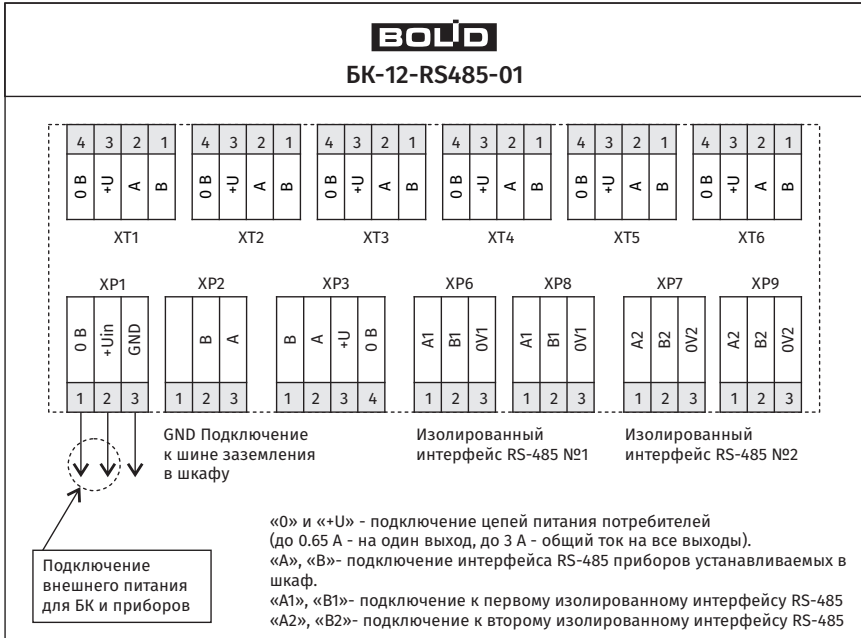 BOLID
БК-12-RS485-01
4 3 2 1 4 3 2 1 4 3 2 1 4 3 2 1 4 3 2 1 4 3 2 1
0 В +U A B 0 В +U A B 0 В +U A B 0 В +U A B 0 В +U A B 0 В +U A B
XT1 XT2 XT3 XT4 XT5 XT6
XP1 XP2 XP3 XP6 XP8 XP7 XP9
0 В +Uin GND B A B A +U 0 В A1 B1 0V1 A1 B1 0V1 A2 B2 0V2 A2 B2 0V2
1 2 3 1 2 3 1 2 3 4 1 2 3 1 2 3 1 2 3 1 2 3
GND Подключение
к шине заземления
в шкафу
Изолированный
интерфейс RS-485 №1
Изолированный
интерфейс RS-485 №2
Подключение
внешнего питания
для БК и приборов
«0» и «+U» - подключение цепей питания потребителей
(до 0.65 А - на один выход, до 3 А - общий ток на все выходы).
«А», «В»- подключение интерфейса RS-485 приборов устанавливаемых в
шкаф.
«А1», «В1»- подключение к первому изолированному интерфейсу RS-485
«А2», «В2»- подключение к второму изолированному интерфейсу RS-485